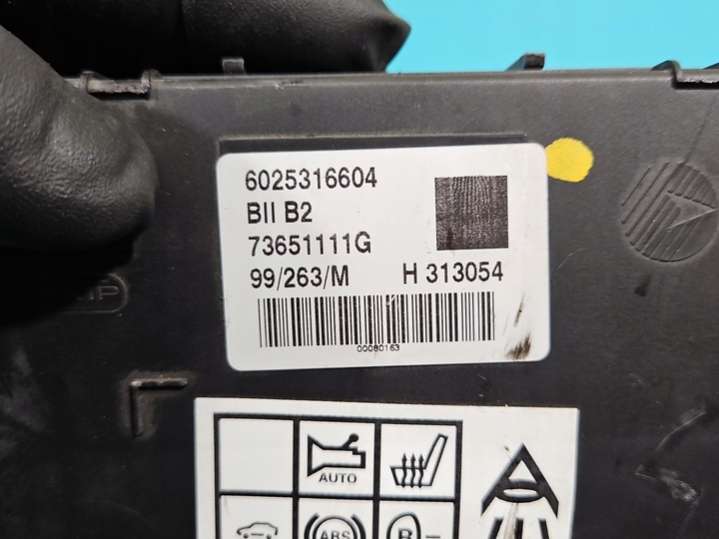 6025316604
BII B2
73651111G
99/263/M H 313054
00080163
AUTO
ABS
R